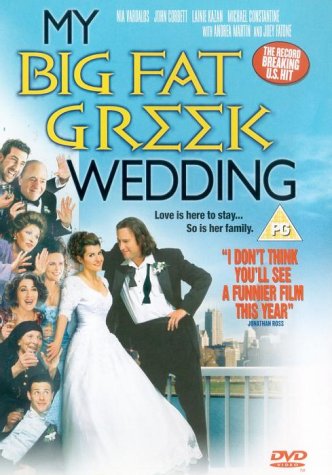 NIA VARDALOS JOHN CORBETT LAINIE KAZAN MICHAEL CONSTANTINE
WITH ANDREA MARTIN AND JOEY FATONE
MY
BIG FAT
GREEK
WEDDING
THE RECORD
BREAKING
U.S. HIT
Love is here to stay...
So is her family.
PG
"I DON'T THINK
YOU'LL SEE
A FUNNIER FILM
THIS YEAR"
JONATHAN ROSS
DVD
VIDEO